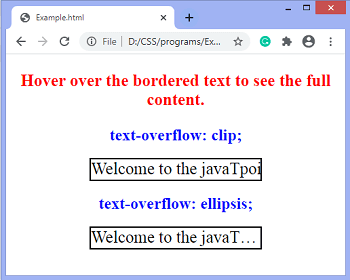 Example.html
File | D:/CSS/programs/Ex...
Hover over the bordered text to see the full
content.
text-overflow: clip;
Welcome to the javaTpoi
text-overflow: ellipsis;
Welcome to the javaT...